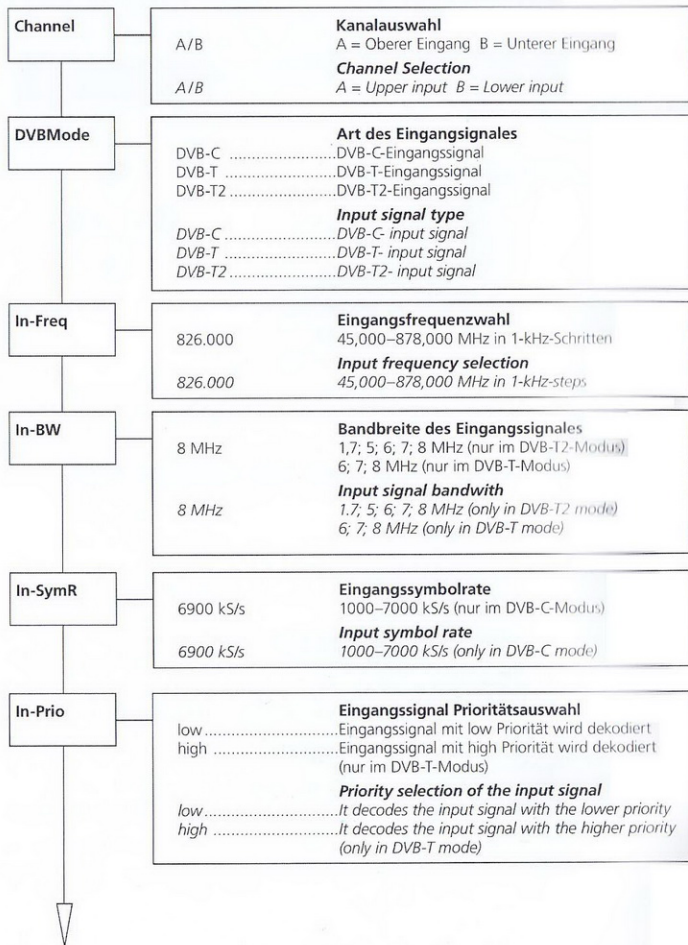 Channel
Kanalauswahl
A/B A = Oberer Eingang B = Unterer Eingang
Channel Selection
A/B A = Upper input B = Lower input
DVBMode
Art des Eingangsignales
DVB-C ......................DVB-C-Eingangssignal
DVB-T ......................DVB-T-Eingangssignal
DVB-T2 ....................DVB-T2-Eingangssignal
Input signal type
DVB-C ......................DVB-C- input signal
DVB-T ......................DVB-T- input signal
DVB-T2 ....................DVB-T2- input signal
In-Freq
Eingangsfrequenzwahl
826.000 45,000–878,000 MHz in 1-kHz-Schritten
Input frequency selection
826.000 45,000–878,000 MHz in 1-kHz-steps
In-BW
Bandbreite des Eingangssignales
8 MHz 1,7; 5; 6; 7; 8 MHz (nur im DVB-T2-Modus)
6; 7; 8 MHz (nur im DVB-T-Modus)
Input signal bandwith
8 MHz 1.7; 5; 6; 7; 8 MHz (only in DVB-T2 mode)
6; 7; 8 MHz (only in DVB-T mode)
In-SymR
Eingangssymbolrate
6900 kS/s 1000–7000 kS/s (nur im DVB-C-Modus)
Input symbol rate
6900 kS/s 1000–7000 kS/s (only in DVB-C mode)
In-Prio
Eingangssignal Prioritätsauswahl
low...........................Eingangssignal mit low Priorität wird dekodiert
high .........................Eingangssignal mit high Priorität wird dekodiert
(nur im DVB-T-Modus)
Priority selection of the input signal
low...........................It decodes the input signal with the lower priority
high .........................It decodes the input signal with the higher priority
(only in DVB-T mode)